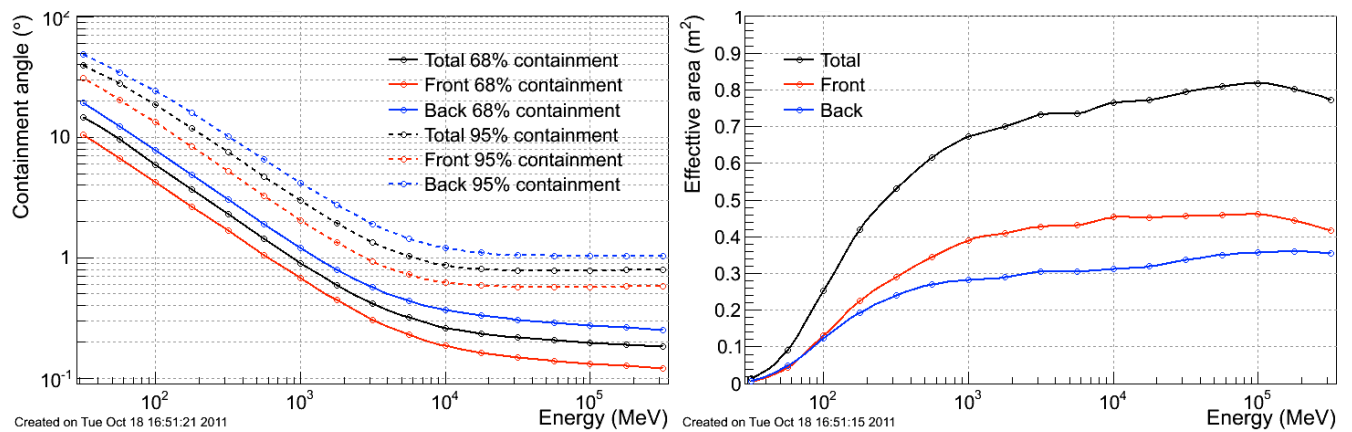 Containment angle (°)
10²
10
1
10⁻¹
Total 68% containment
Front 68% containment
Back 68% containment
Total 95% containment
Front 95% containment
Back 95% containment
10² 10³ 10⁴ 10⁵
Energy (MeV)
Created on Tue Oct 18 16:51:21 2011
Effective area (m²)
1
0.9
0.8
0.7
0.6
0.5
0.4
0.3
0.2
0.1
0
Total
Front
Back
10² 10³ 10⁴ 10⁵
Energy (MeV)
Created on Tue Oct 18 16:51:15 2011